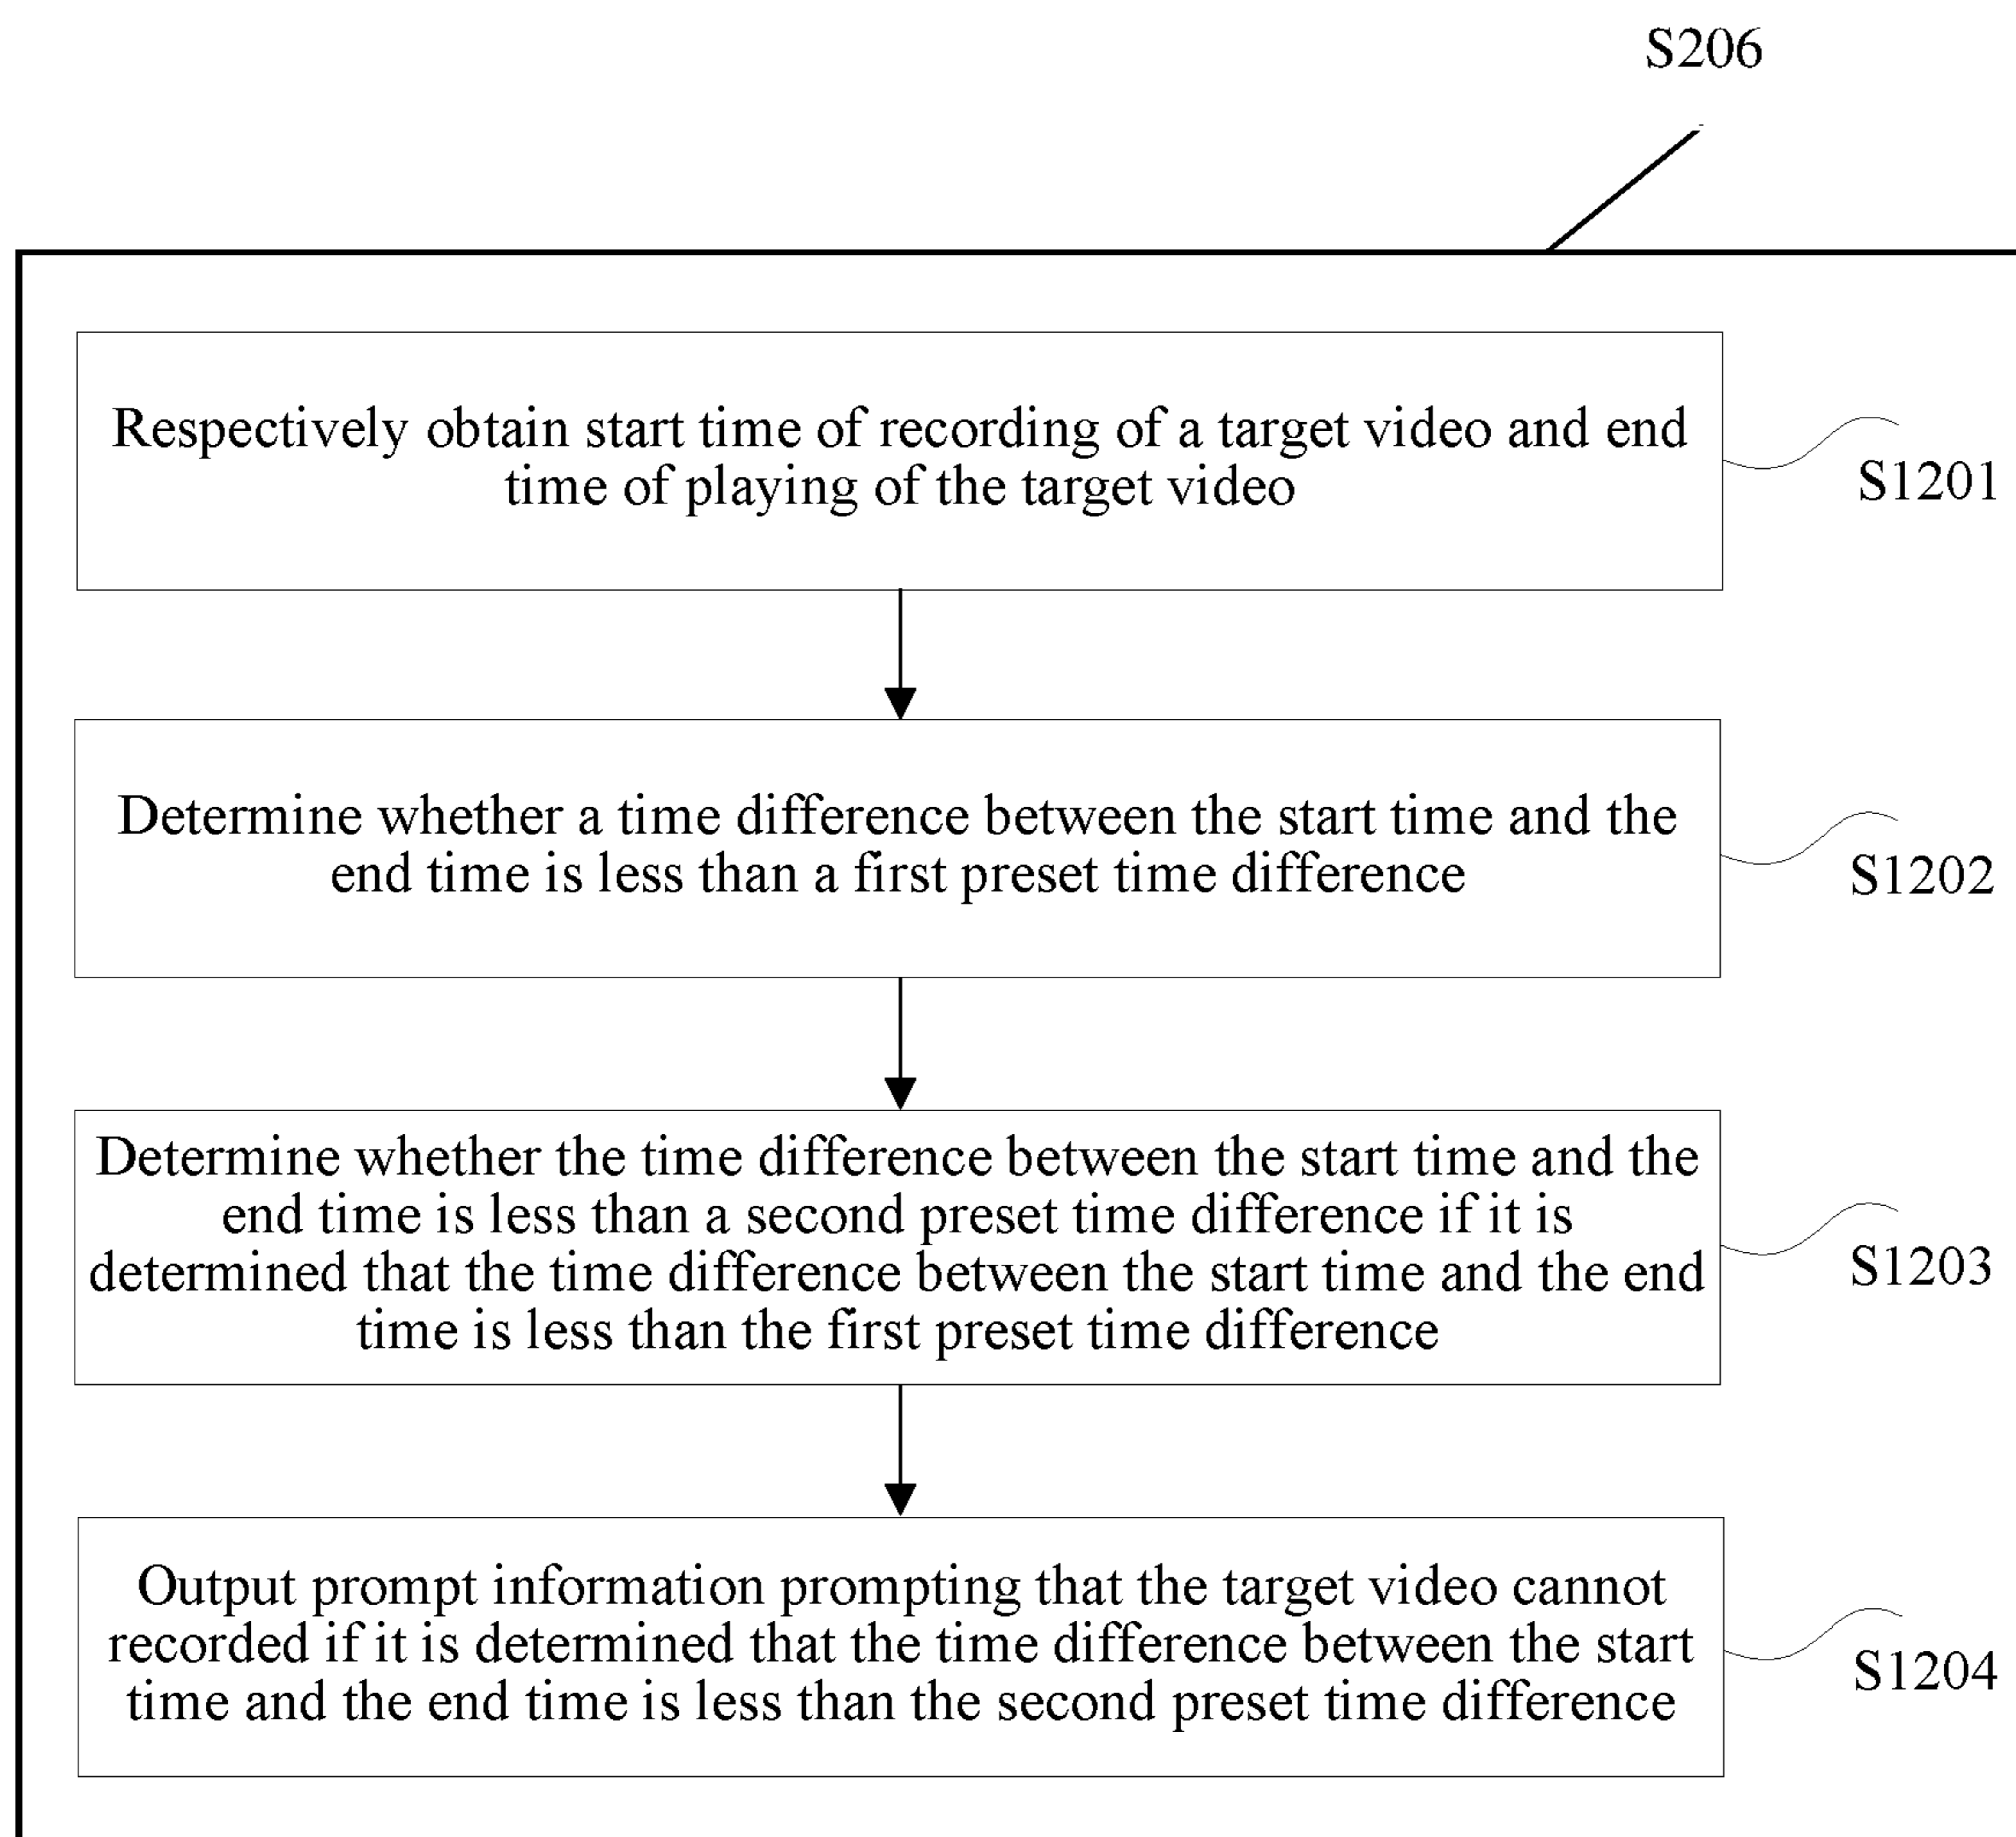 S206
Respectively obtain start time of recording of a target video and end
time of playing of the target video
S1201
Determine whether a time difference between the start time and the
end time is less than a first preset time difference
S1202
Determine whether the time difference between the start time and the
end time is less than a second preset time difference if it is
determined that the time difference between the start time and the end
time is less than the first preset time difference
S1203
Output prompt information prompting that the target video cannot
recorded if it is determined that the time difference between the start
time and the end time is less than the second preset time difference
S1204